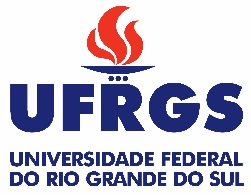 UFRGS
UNIVERSIDADE FEDERAL
DO RIO GRANDE DO SUL